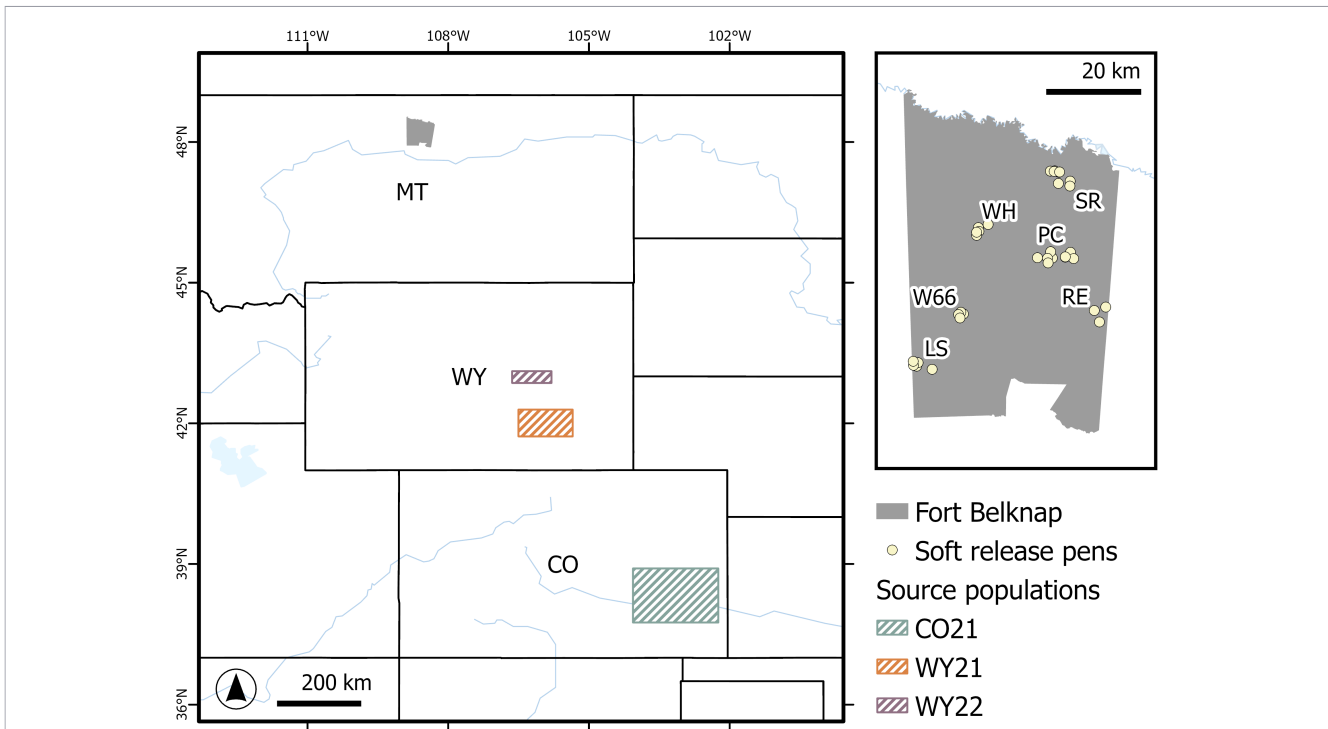 111°W 108°W 105°W 102°W
48°N
45°N
42°N
39°N
36°N
MT
WY
CO
200 km
20 km
SR
WH
PC
W66
RE
LS
Fort Belknap
Soft release pens
Source populations
CO21
WY21
WY22